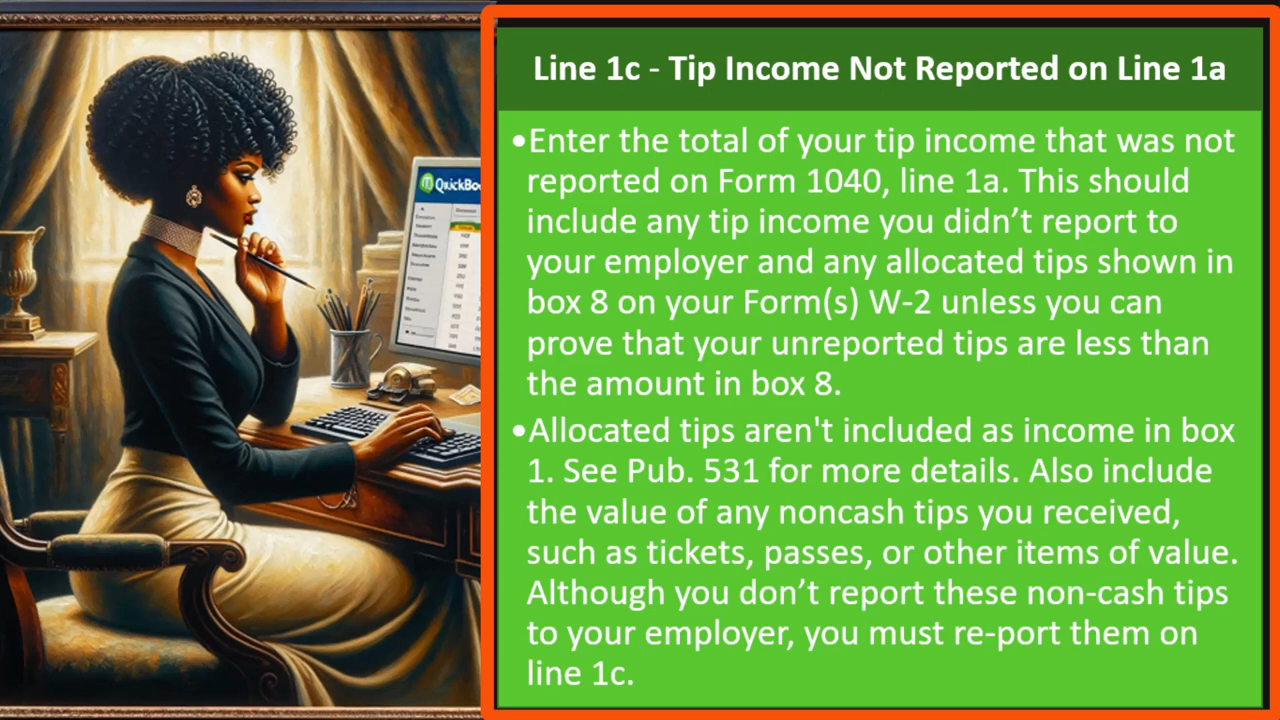 Line 1c - Tip Income Not Reported on Line 1a
•Enter the total of your tip income that was not
reported on Form 1040, line 1a. This should
include any tip income you didn’t report to
your employer and any allocated tips shown in
box 8 on your Form(s) W-2 unless you can
prove that your unreported tips are less than
the amount in box 8.
•Allocated tips aren't included as income in box
1. See Pub. 531 for more details. Also include
the value of any noncash tips you received,
such as tickets, passes, or other items of value.
Although you don’t report these non-cash tips
to your employer, you must re-port them on
line 1c.
QuickBo